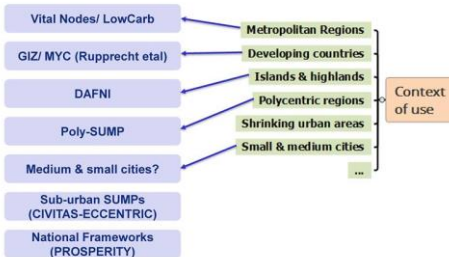 Vital Nodes/ LowCarb
GIZ/ MYC (Rupprecht etal)
DAFNI
Poly-SUMP
Medium & small cities?
Sub-urban SUMPs
(CIVITAS-ECCENTRIC)
National Frameworks
(PROSPERITY)
Metropolitan Regions
Developing countries
Islands & highlands
Polycentric regions
Shrinking urban areas
Small & medium cities
...
Context
of use